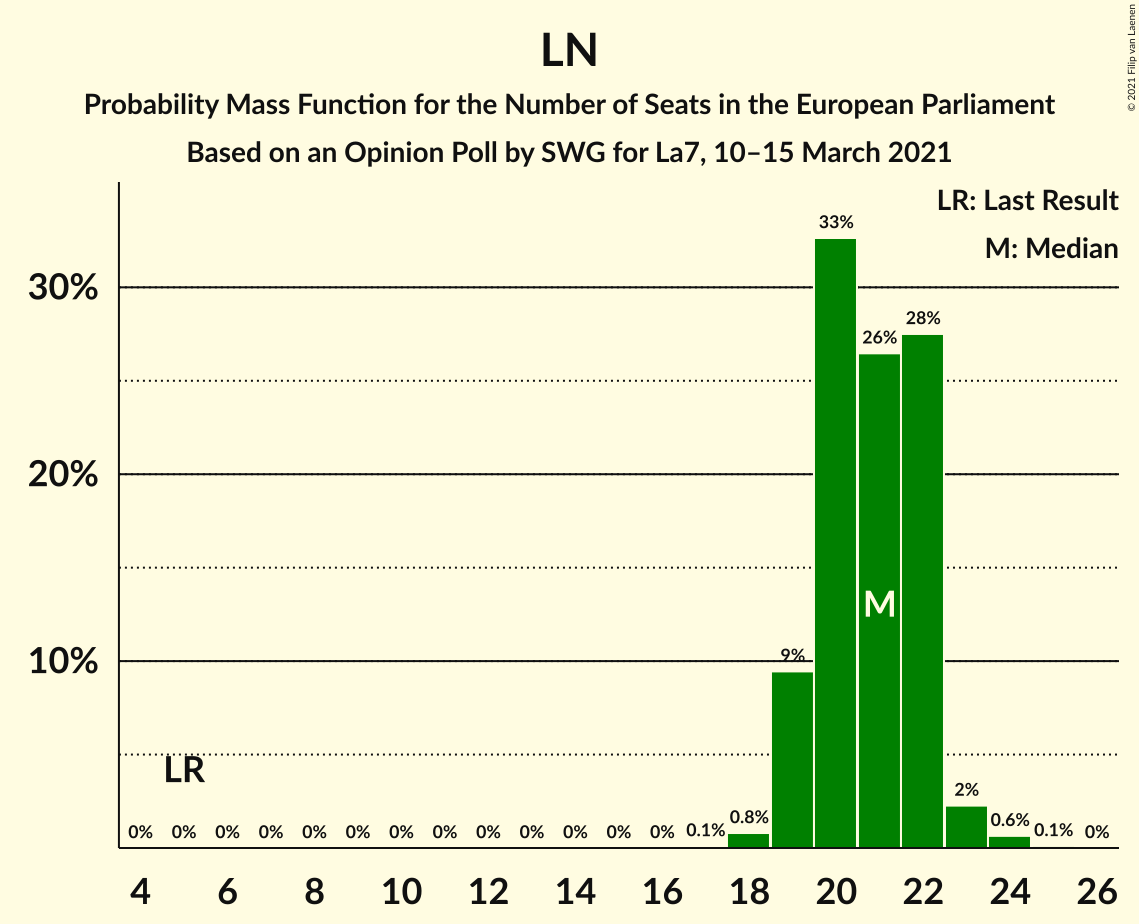 LN
Probability Mass Function for the Number of Seats in the European Parliament
Based on an Opinion Poll by SWG for La7, 10–15 March 2021
© 2021 Filip van Laenen
LR: Last Result
M: Median
33%
28%
26%
30%
20%
M
9%
10%
LR
2%
0% 0% 0% 0% 0% 0% 0% 0% 0% 0% 0% 0% 0% 0.1% 0.8% 0.6% 0.1% 0%
4 6 8 10 12 14 16 18 20 22 24 26